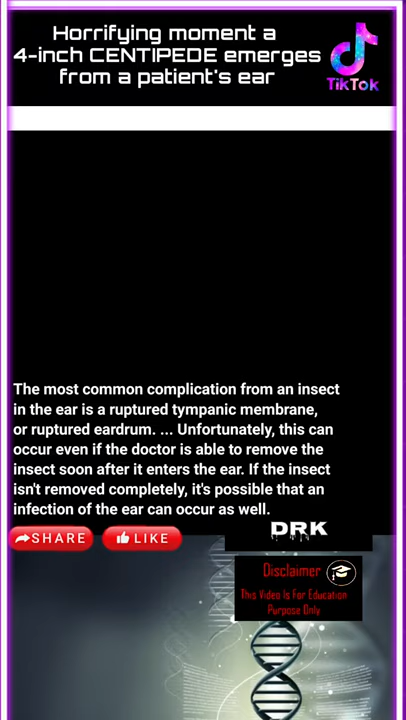 Horrifying moment a
4-inch CENTIPEDE emerges
from a patient's ear
TikTok
The most common complication from an insect
in the ear is a ruptured tympanic membrane,
or ruptured eardrum. ... Unfortunately, this can
occur even if the doctor is able to remove the
insect soon after it enters the ear. If the insect
isn't removed completely, it's possible that an
infection of the ear can occur as well.
SHARE
LIKE
DRK
Disclaimer
This Video Is For Education
Purpose Only